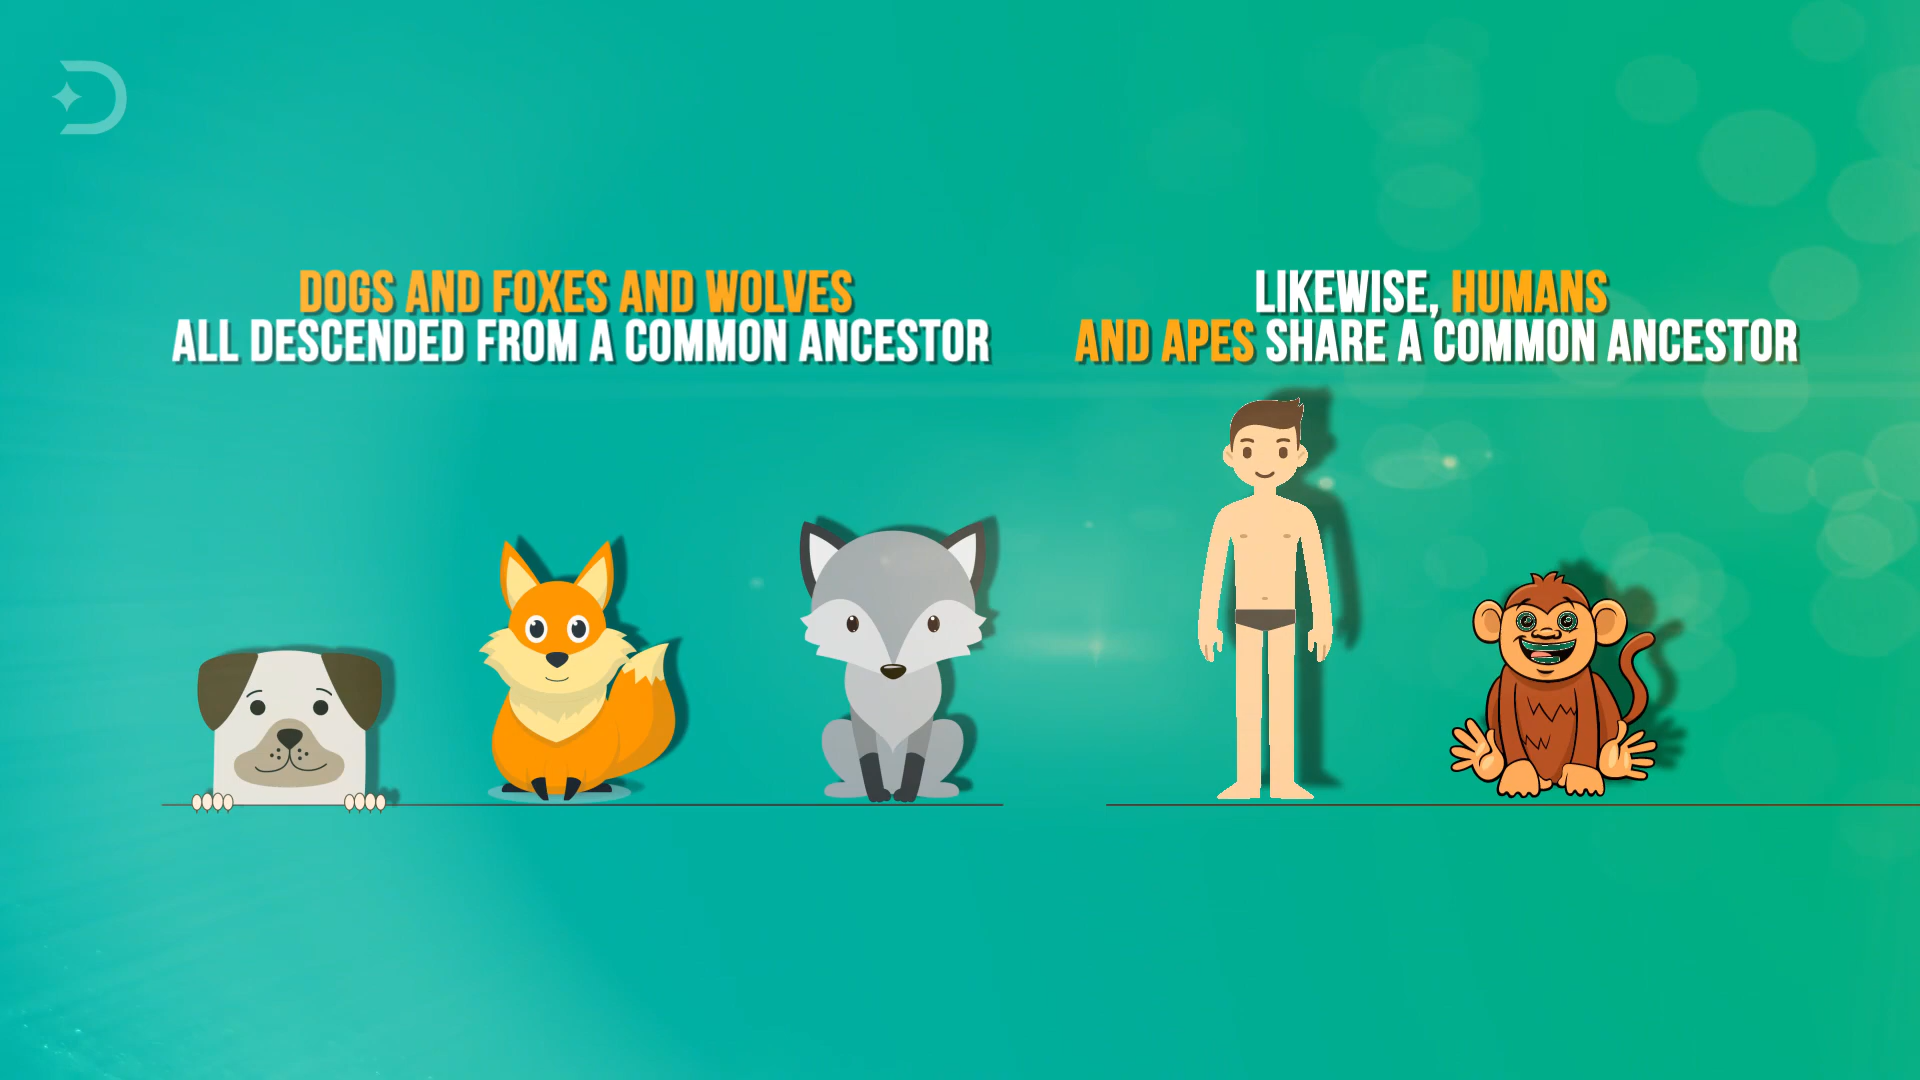 DOGS AND FOXES AND WOLVES
ALL DESCENDED FROM A COMMON ANCESTOR
LIKEWISE, HUMANS
AND APES SHARE A COMMON ANCESTOR